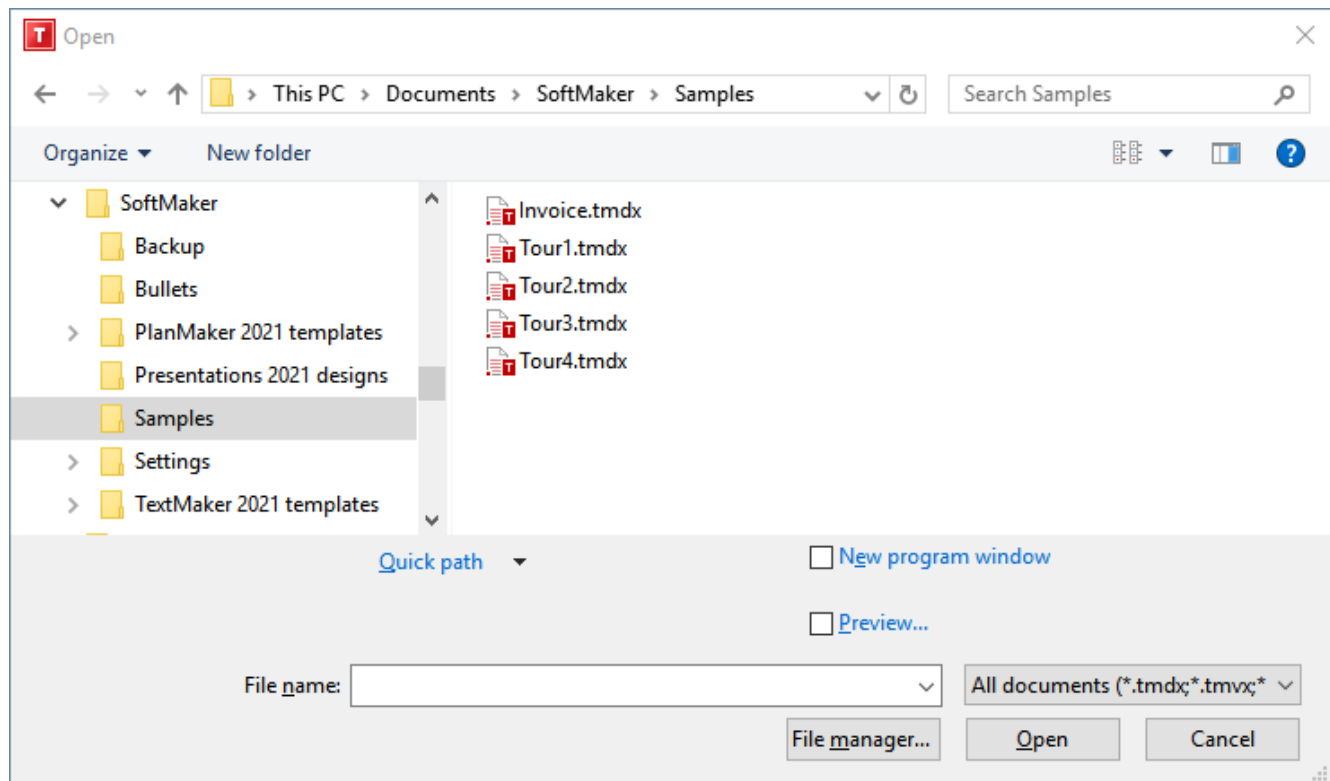 Open
This PC > Documents > SoftMaker > Samples
Search Samples
Organize
New folder
SoftMaker
Backup
Bullets
PlanMaker 2021 templates
Presentations 2021 designs
Samples
Settings
TextMaker 2021 templates
Invoice.tmdx
Tour1.tmdx
Tour2.tmdx
Tour3.tmdx
Tour4.tmdx
Quick path
New program window
Preview...
File name:
All documents (*.tmdx;*.tmvx;*
File manager...
Open
Cancel